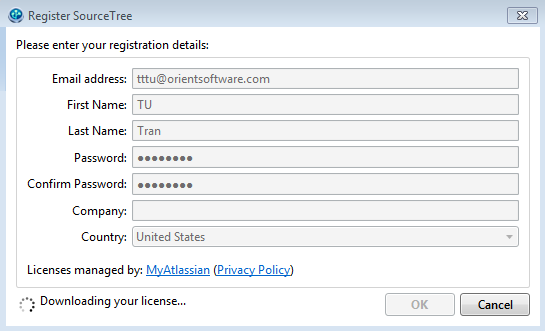 Register SourceTree
Please enter your registration details:
Email address: tttu@orientsoftware.com
First Name: TU
Last Name: Tran
Password: ●●●●●●●●
Confirm Password: ●●●●●●●●
Company:
Country: United States
Licenses managed by: MyAtlassian (Privacy Policy)
Downloading your license... OK Cancel